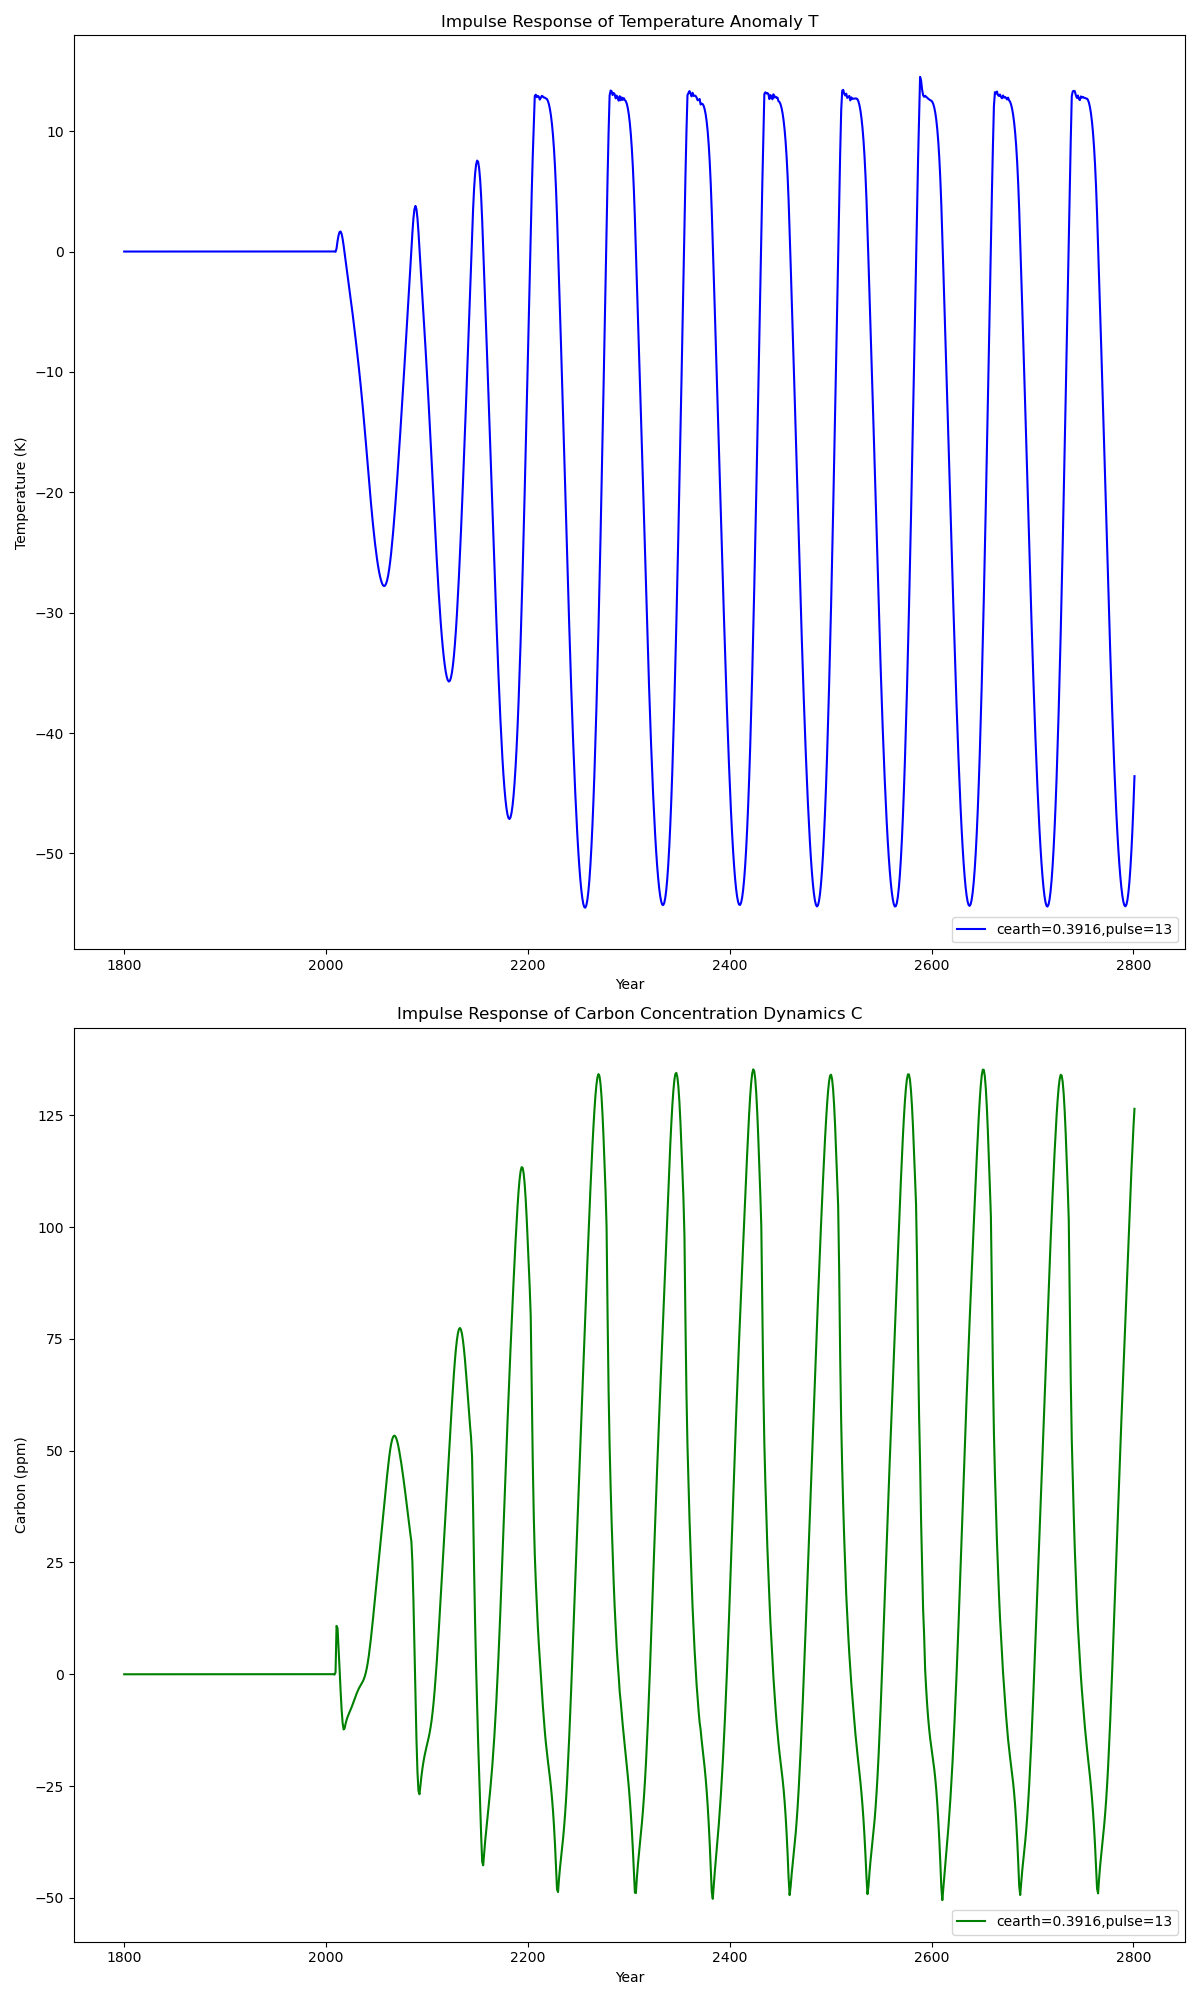 Impulse Response of Temperature Anomaly T
Temperature (K)
10
0
−10
−20
−30
−40
−50
cearth=0.3916,pulse=13
1800 2000 2200 2400 2600 2800
Year
Impulse Response of Carbon Concentration Dynamics C
Carbon (ppm)
125
100
75
50
25
0
−25
−50
cearth=0.3916,pulse=13
1800 2000 2200 2400 2600 2800
Year